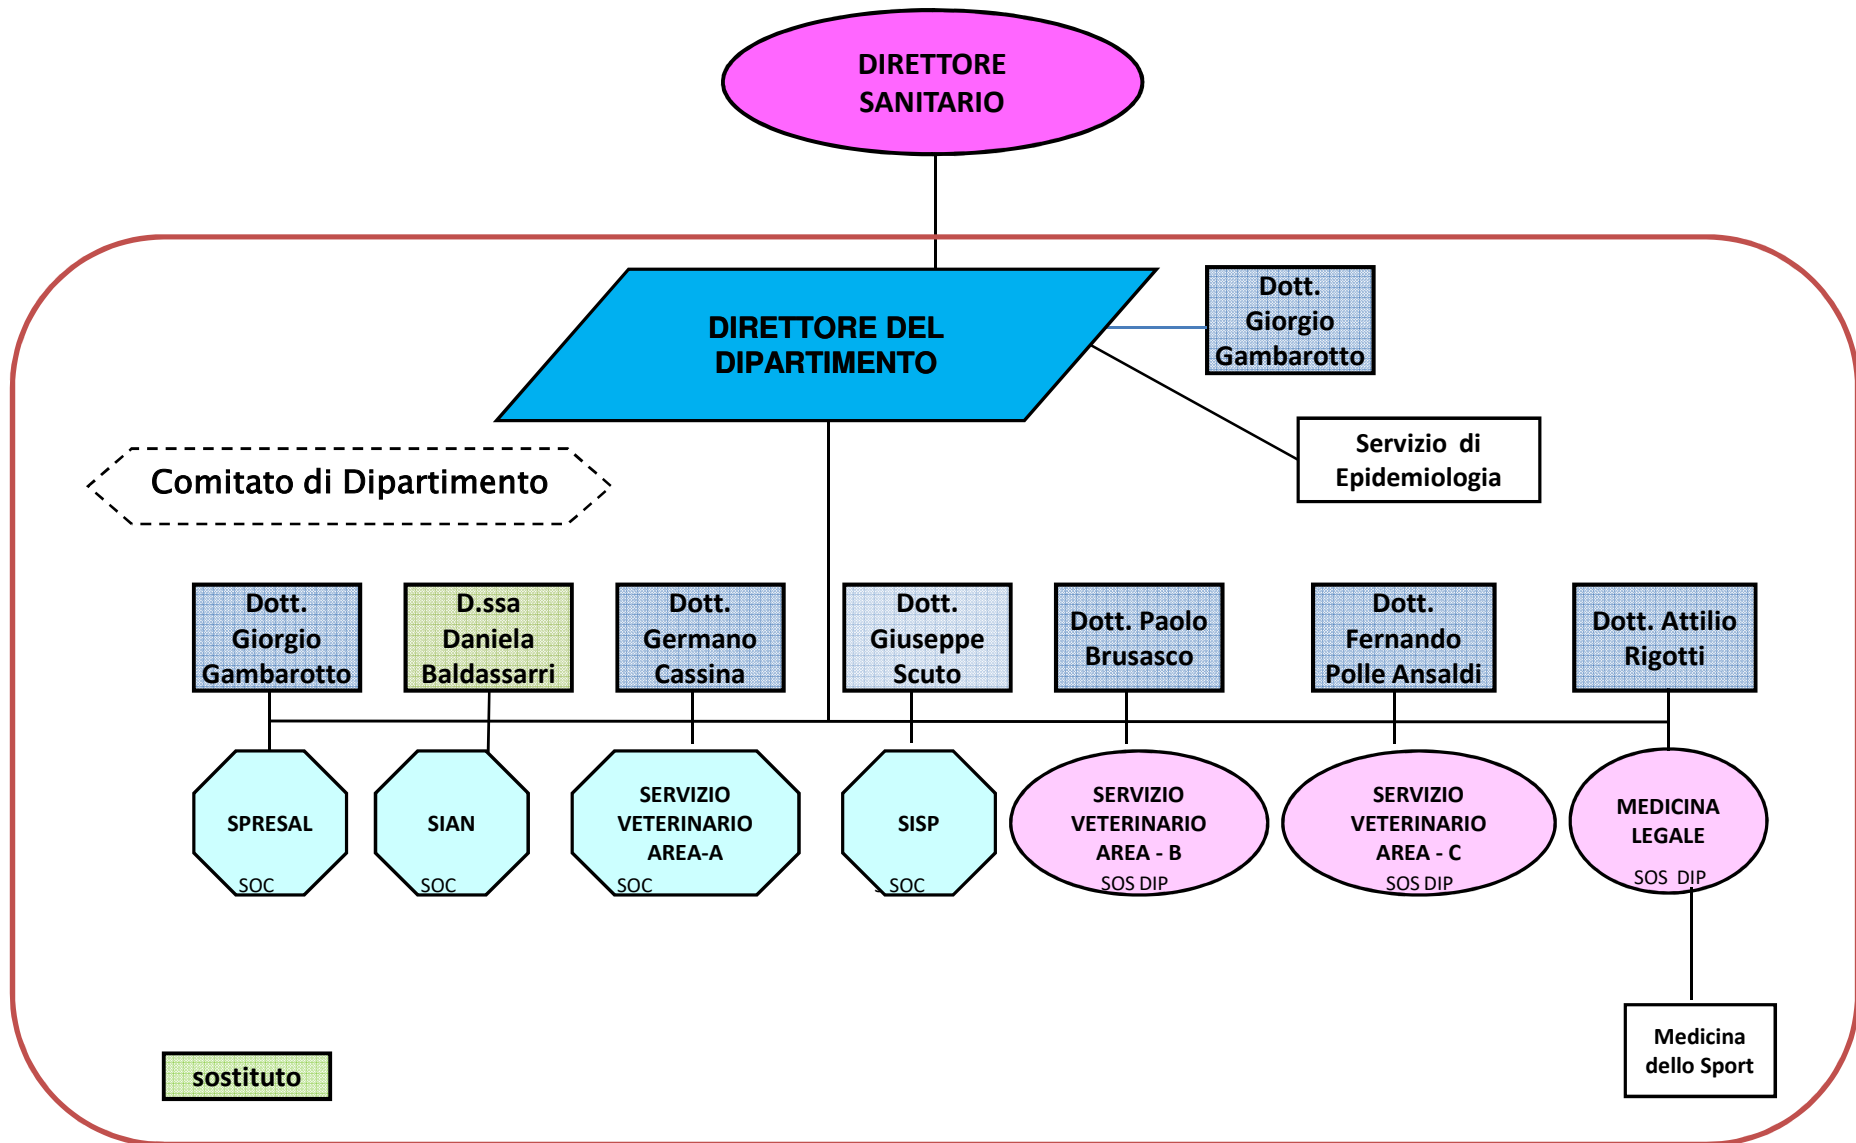 DIRETTORE
SANITARIO
DIRETTORE DEL
DIPARTIMENTO
Dott.
Giorgio
Gambarotto
Servizio di
Epidemiologia
Comitato di Dipartimento
Dott.
Giorgio
Gambarotto
D.ssa
Daniela
Baldassarri
Dott.
Germano
Cassina
Dott.
Giuseppe
Scuto
Dott. Paolo
Brusasco
Dott.
Fernando
Polle Ansaldi
Dott. Attilio
Rigotti
SPRESAL
SOC
SIAN
SOC
SERVIZIO
VETERINARIO
AREA-A
SOC
SISP
SOC
SERVIZIO
VETERINARIO
AREA - B
SOS DIP
SERVIZIO
VETERINARIO
AREA - C
SOS DIP
MEDICINA
LEGALE
SOS DIP
Medicina
dello Sport
sostituto